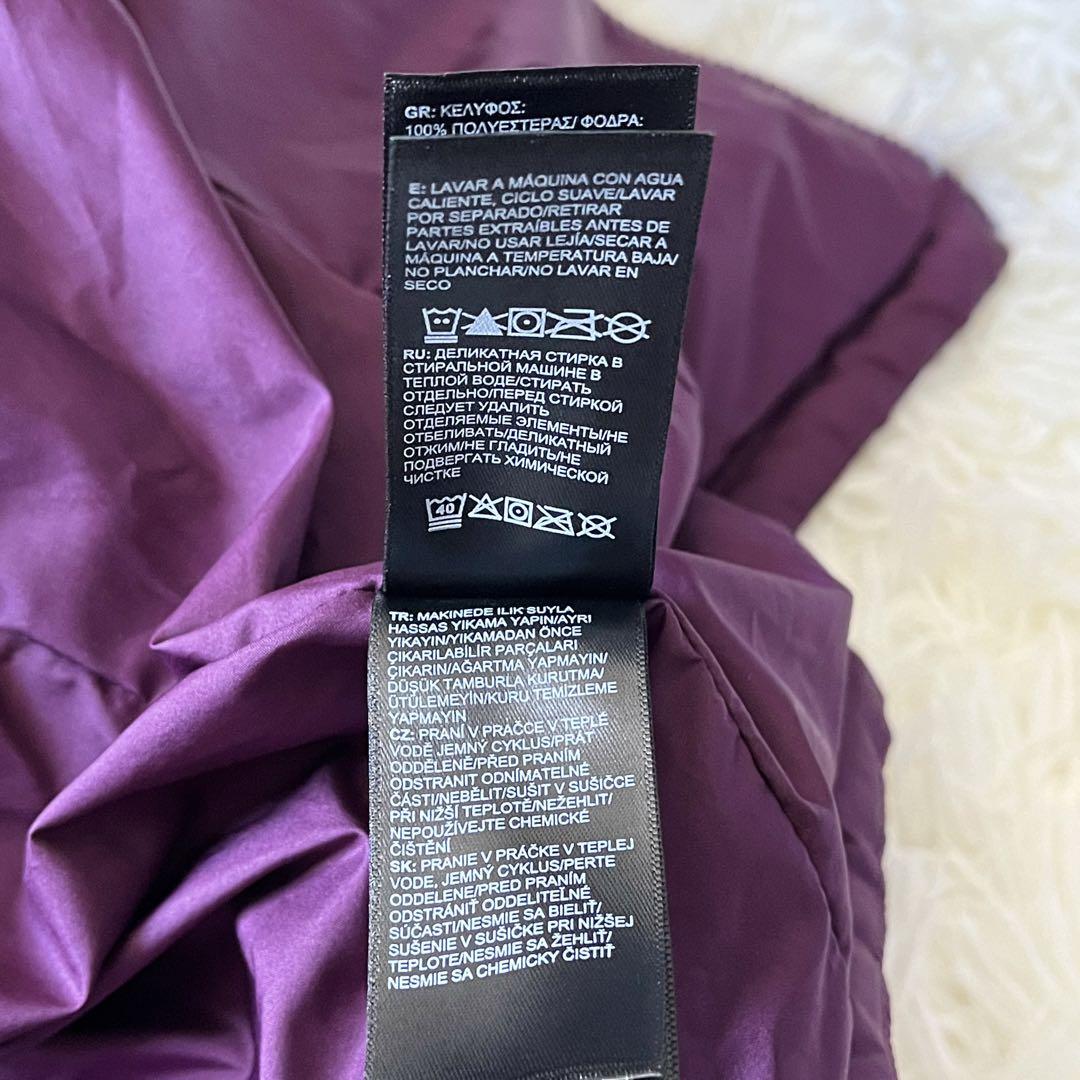 GR: ΚΕΛΥΦΟΣ:
100% ΠΟΛΥΕΣΤΕΡΑΣ/ ΦΟΔΡΑ:
E: LAVAR A MÁQUINA CON AGUA
CALIENTE, CICLO SUAVE/LAVAR
POR SEPARADO/RETIRAR
PARTES EXTRAÍBLES ANTES DE
LAVAR/NO USAR LEJÍA/SECAR A
MÁQUINA A TEMPERATURA BAJA/
NO PLANCHAR/NO LAVAR EN
SECO
RU: ДЕЛИКАТНАЯ СТИРКА В
СТИРАЛЬНОЙ МАШИНЕ В
ТЕПЛОЙ ВОДЕ/СТИРАТЬ
ОТДЕЛЬНО/ПЕРЕД СТИРКОЙ
СЛЕДУЕТ УДАЛИТЬ
ОТДЕЛЯЕМЫЕ ЭЛЕМЕНТЫ/НЕ
ОТБЕЛИВАТЬ/ДЕЛИКАТНЫЙ
ОТЖИМ/НЕ ГЛАДИТЬ/НЕ
ПОДВЕРГАТЬ ХИМИЧЕСКОЙ
ЧИСТКЕ
40
TR: MAKİNEDE ILIK SUYLA
HASSAS YIKAMA YAPIN/AYRI
YIKAYIN/YIKAMADAN ÖNCE
ÇIKARILABİLİR PARÇALARI
ÇIKARIN/AĞARTMA YAPMAYIN/
DÜŞÜK TAMBURLA KURUTMA/
ÜTÜLEMEYİN/KURU TEMİZLEME
YAPMAYIN
CZ: PRANÍ V PRAČCE V TEPLÉ
VODĚ JEMNÝ CYKLUS/PRÁT
ODDĚLENĚ/PŘED PRANÍM
ODSTRANIT ODNÍMATELNÉ
ČÁSTI/NEBĚLIT/SUŠIT V SUŠIČCE
PŘI NIŽŠÍ TEPLOTĚ/NEŽEHLIT/
NEPOUŽÍVEJTE CHEMICKÉ
ČIŠTĚNÍ
SK: PRANIE V PRÁČKE V TEPLEJ
VODE, JEMNÝ CYKLUS/PERTE
ODDELENE/PRED PRANÍM
ODSTRÁNIŤ ODDELITEĽNÉ
SÚČASTI/NESMIE SA BIELIŤ/
SUŠENIE V SUŠIČKE PRI NIŽŠEJ
TEPLOTE/NESMIE SA ŽEHLIŤ/
NESMIE SA CHEMICKY ČISTIŤ